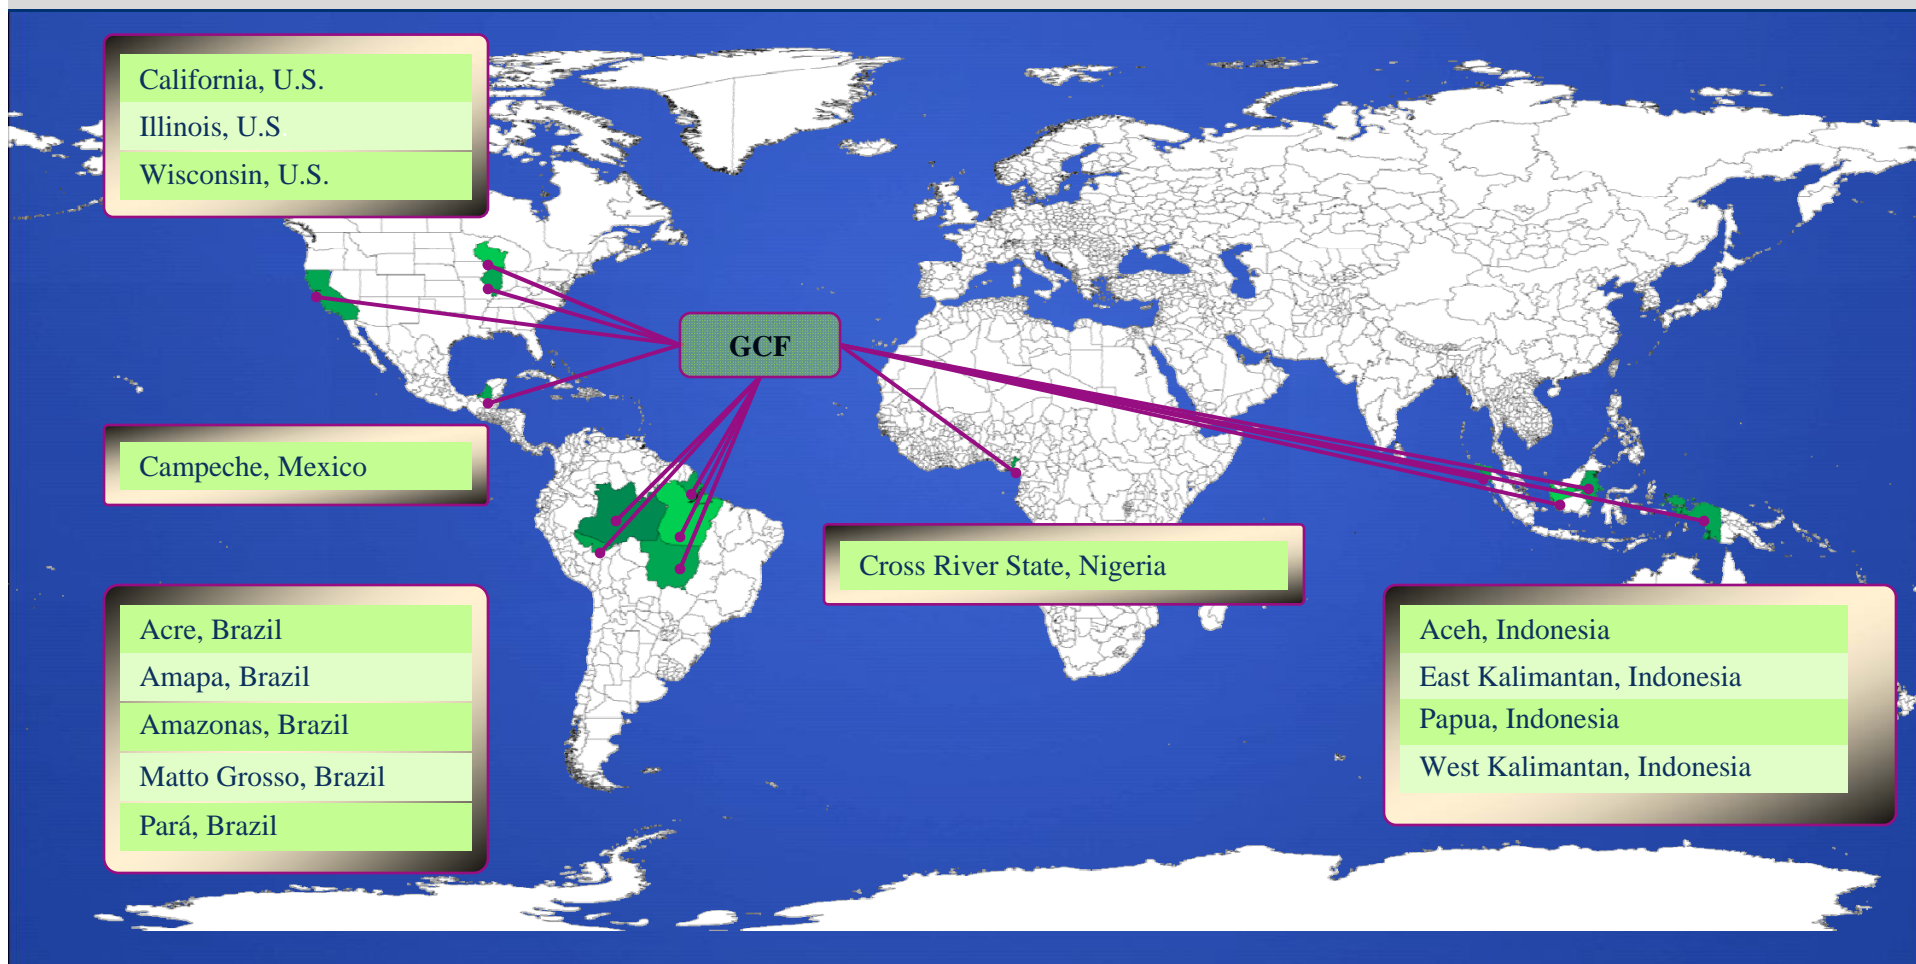 California, U.S.
Illinois, U.S
Wisconsin, U.S.
GCF
Campeche, Mexico
Cross River State, Nigeria
Acre, Brazil
Amapa, Brazil
Amazonas, Brazil
Matto Grosso, Brazil
Pará, Brazil
Aceh, Indonesia
East Kalimantan, Indonesia
Papua, Indonesia
West Kalimantan, Indonesia